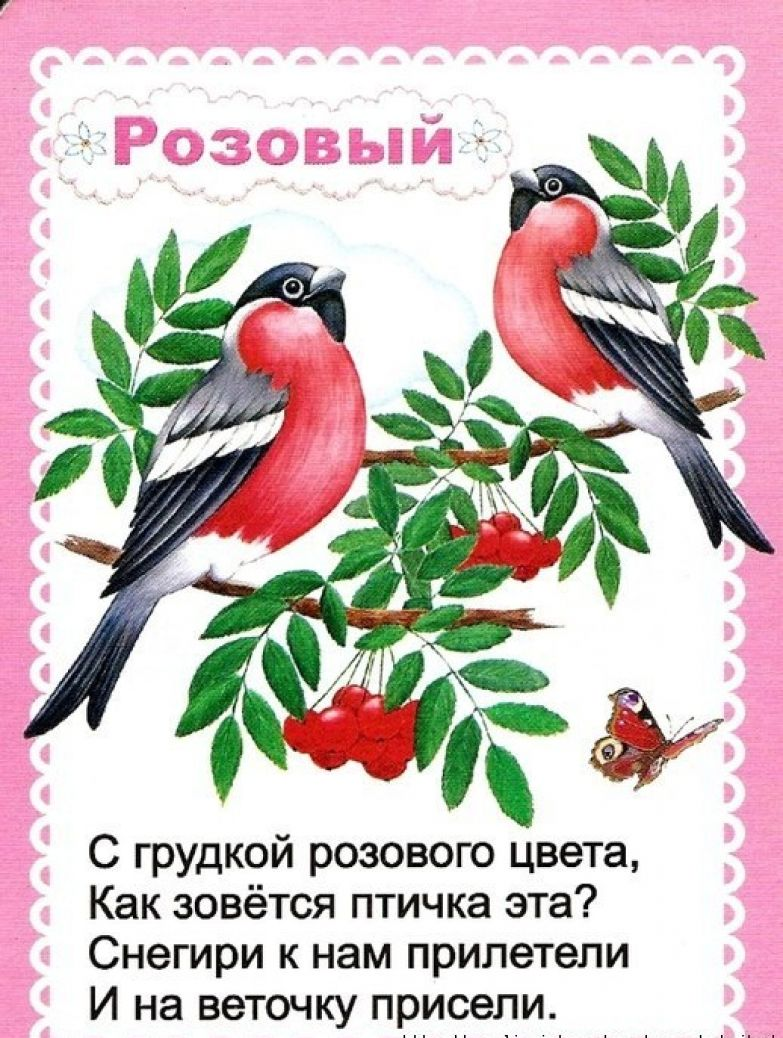 Розовый
С грудкой розового цвета,
Как зовётся птичка эта?
Снегири к нам прилетели
И на веточку присели.